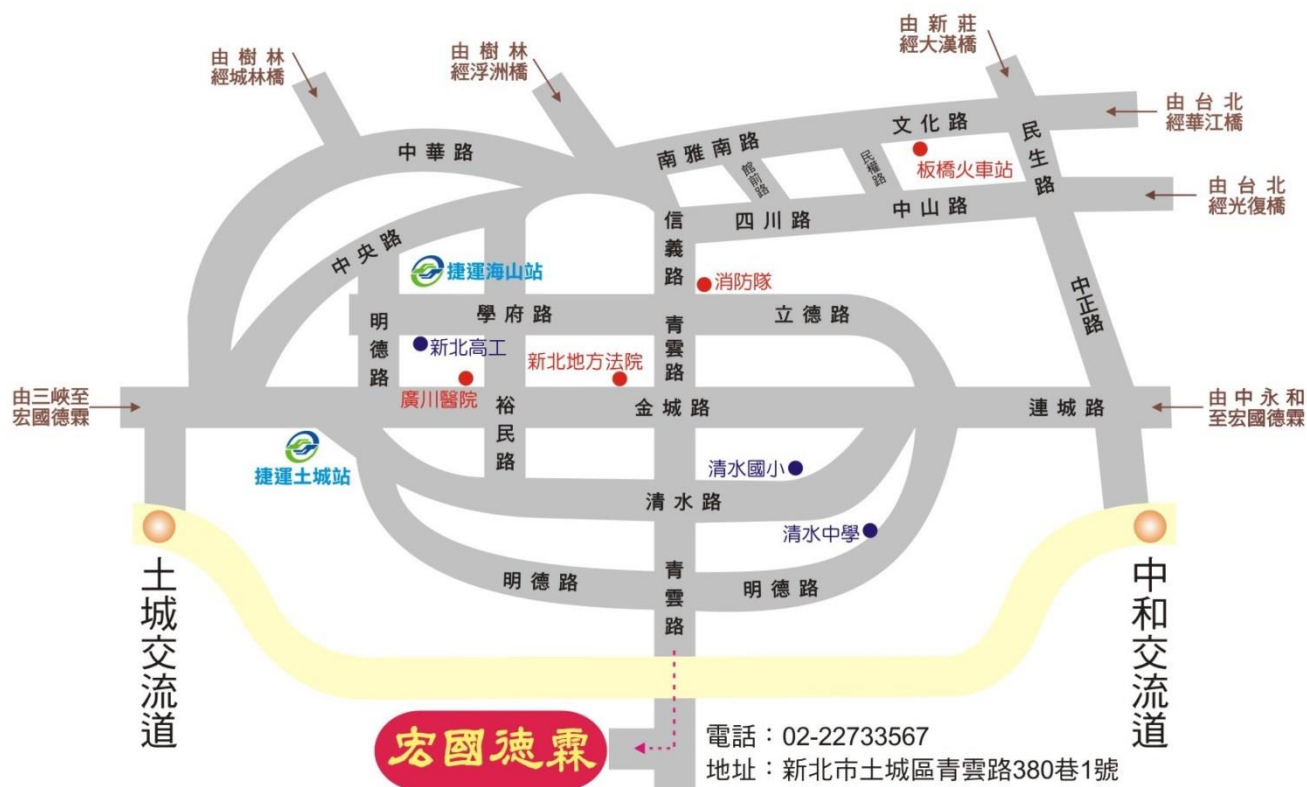 由樹林
經城林橋
由樹林
經浮洲橋
由新莊
經大漢橋
由台北
經華江橋
由台北
經光復橋
中華路
南雅南路
文化路
民生路
館前路
民權路
板橋火車站
四川路
中山路
信義路
中央路
捷運海山站
消防隊
中正路
學府路
立德路
明德路
新北高工
青雲路
新北地方法院
廣川醫院
由三峽至
宏國德霖
裕民路
金城路
連城路
由中永和
至宏國德霖
捷運土城站
清水國小
清水路
清水中學
明德路
青雲路
明德路
土城交流道
中和交流道
宏國德霖
電話：02-22733567
地址：新北市土城區青雲路380巷1號